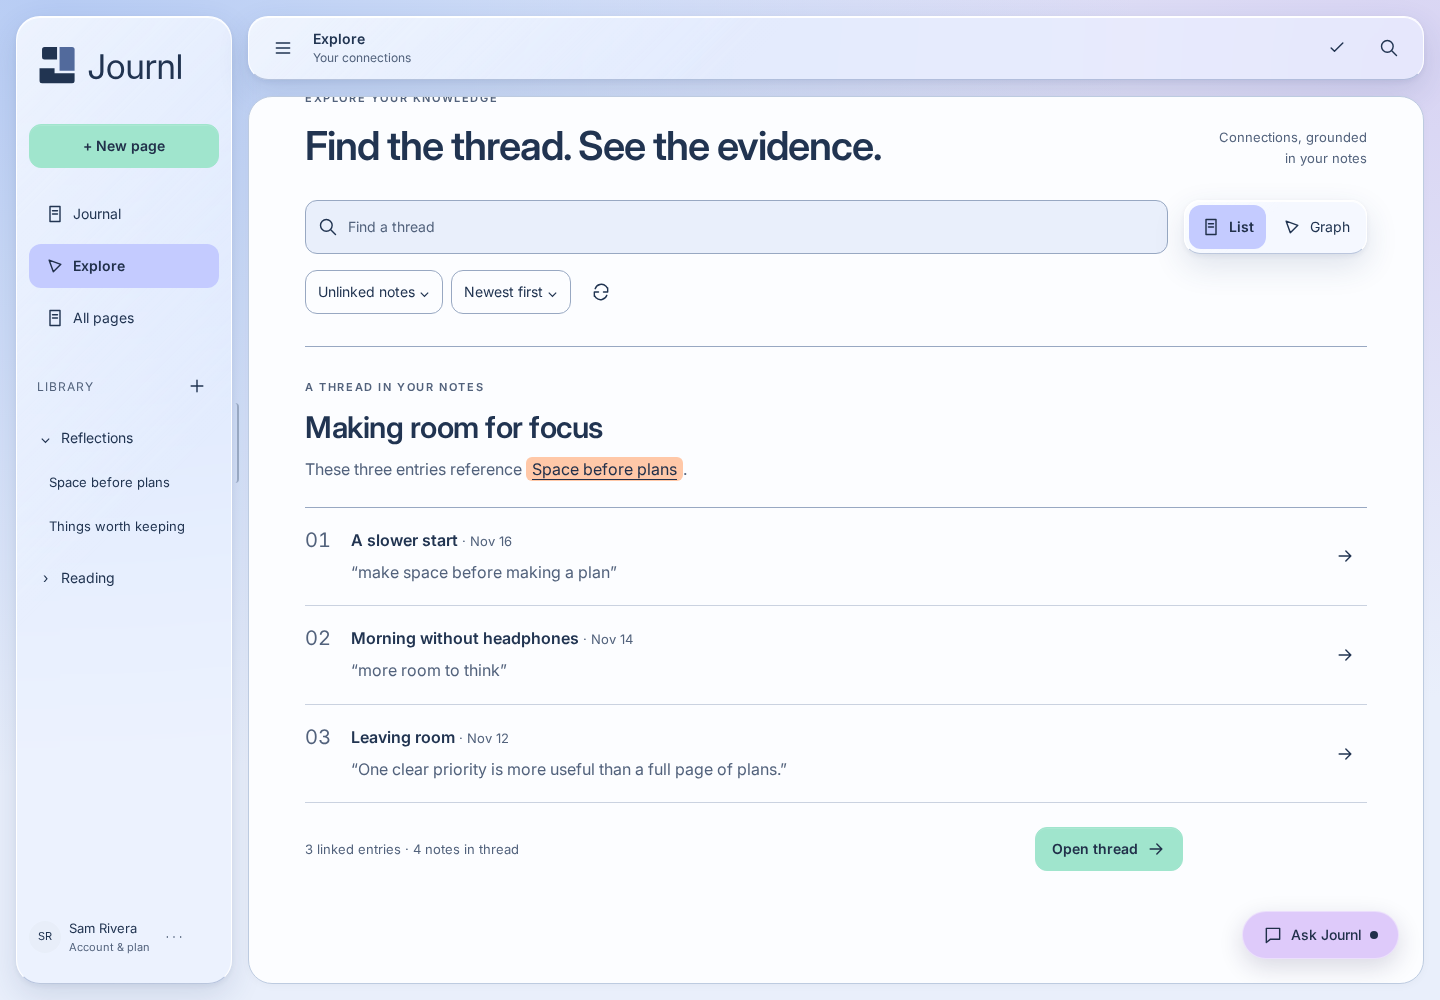 Journl
+ New page
Journal
Explore
All pages
LIBRARY
Reflections
Space before plans
Things worth keeping
Reading
SR
Sam Rivera
Account & plan
...
Explore
Your connections
EXPLORE YOUR KNOWLEDGE
Find the thread. See the evidence.
Connections, grounded
in your notes
Find a thread
List
Graph
Unlinked notes
Newest first
A THREAD IN YOUR NOTES
Making room for focus
These three entries reference Space before plans.
01 A slower start · Nov 16
“make space before making a plan”
02 Morning without headphones · Nov 14
“more room to think”
03 Leaving room · Nov 12
“One clear priority is more useful than a full page of plans.”
3 linked entries · 4 notes in thread
Open thread
Ask Journl